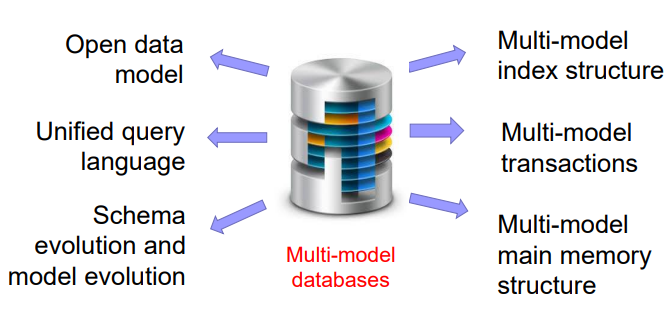 Open data
model
Unified query
language
Schema
evolution and
model evolution
Multi-model
databases
Multi-model
index structure
Multi-model
transactions
Multi-model
main memory
structure